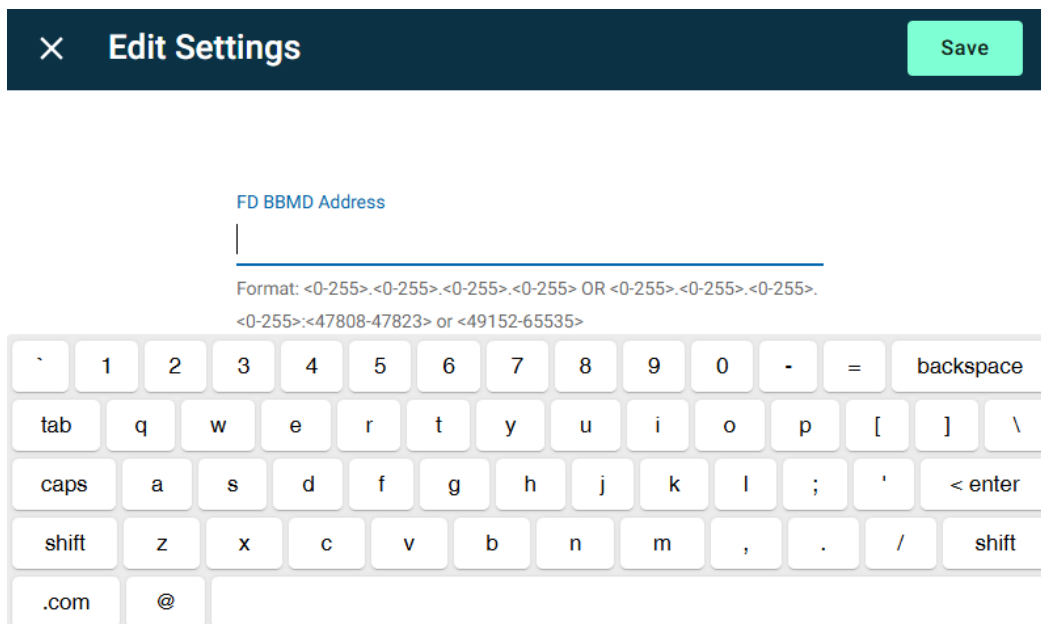 × Edit Settings Save
FD BBMD Address
Format: <0-255>.<0-255>.<0-255>.<0-255> OR <0-255>.<0-255>.<0-255>.
<0-255>:<47808-47823> or <49152-65535>
` 1 2 3 4 5 6 7 8 9 0 - = backspace
tab q w e r t y u i o p [ ] \
caps a s d f g h j k l ; ' < enter
shift z x c v b n m , . / shift
.com @